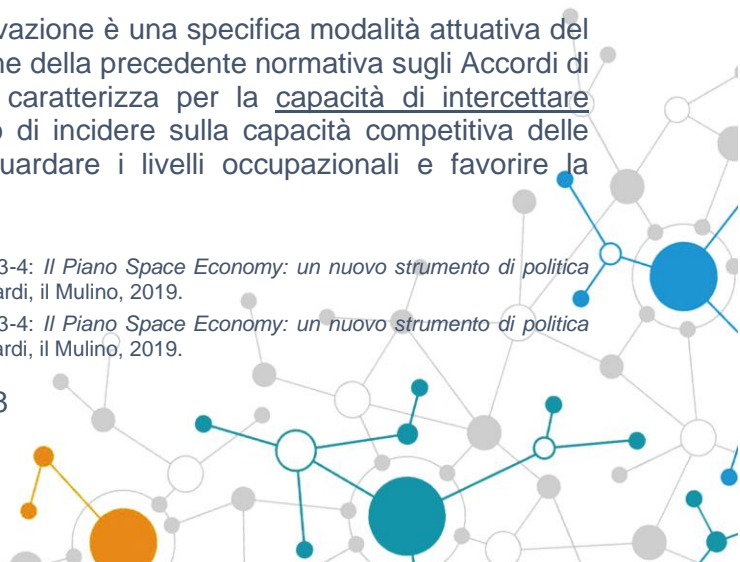 vazione è una specifica modalità attuativa del
ne della precedente normativa sugli Accordi di
caratterizza per la capacità di intercettare
o di incidere sulla capacità competitiva delle
uardare i livelli occupazionali e favorire la
3-4: Il Piano Space Economy: un nuovo strumento di politica
ardi, il Mulino, 2019.
3-4: Il Piano Space Economy: un nuovo strumento di politica
ardi, il Mulino, 2019.
3